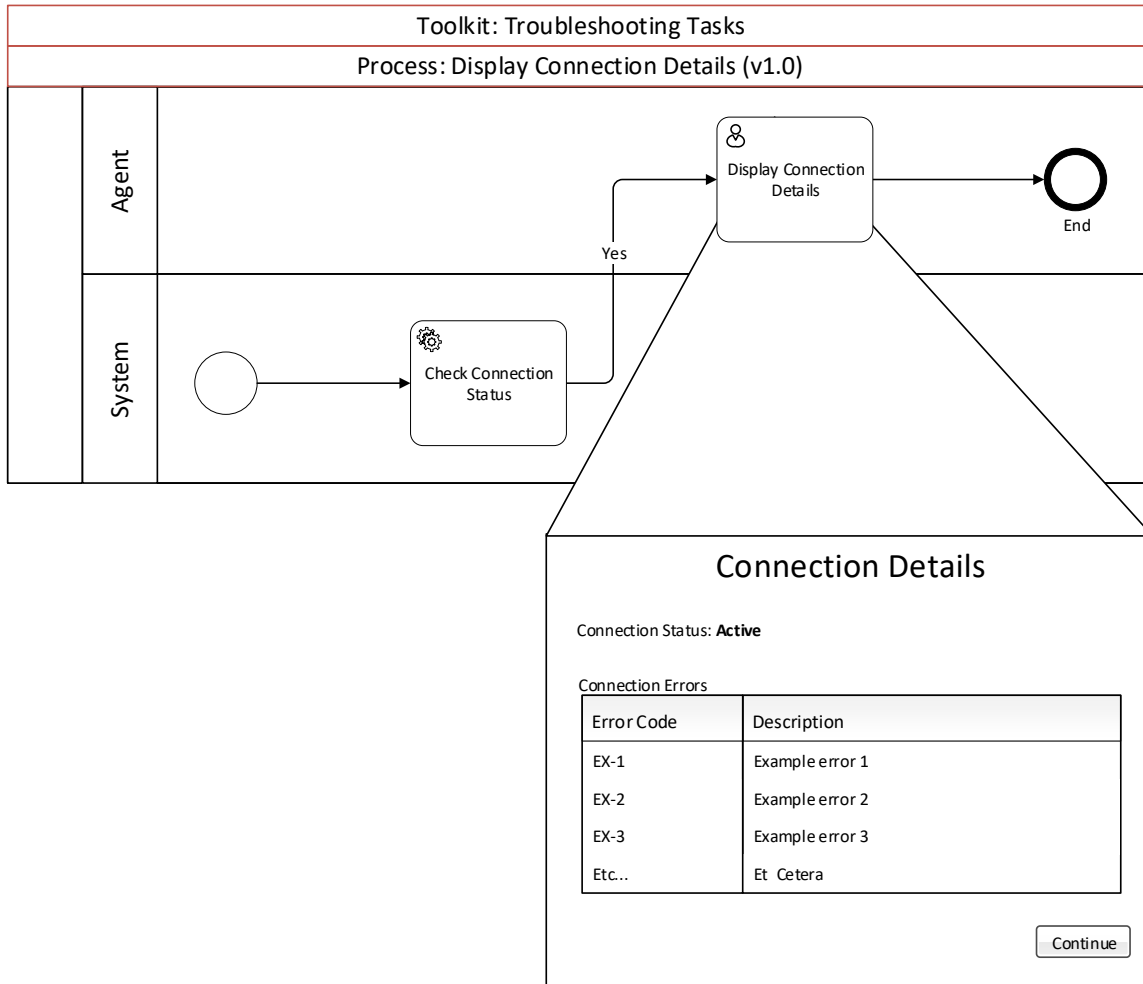 Toolkit: Troubleshooting Tasks
Process: Display Connection Details (v1.0)
Agent
Display Connection
Details
End
Yes
System
Check Connection
Status
Connection Details
Connection Status: Active
Connection Errors
Error Code Description
EX-1 Example error 1
EX-2 Example error 2
EX-3 Example error 3
Etc... Et Cetera
Continue